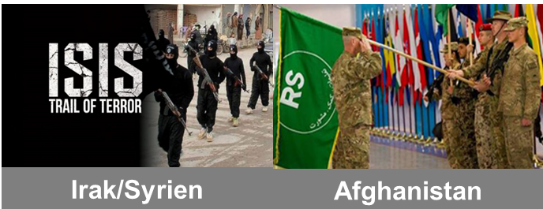 ISIS
TRAIL OF TERROR
RS
Irak/Syrien
Afghanistan